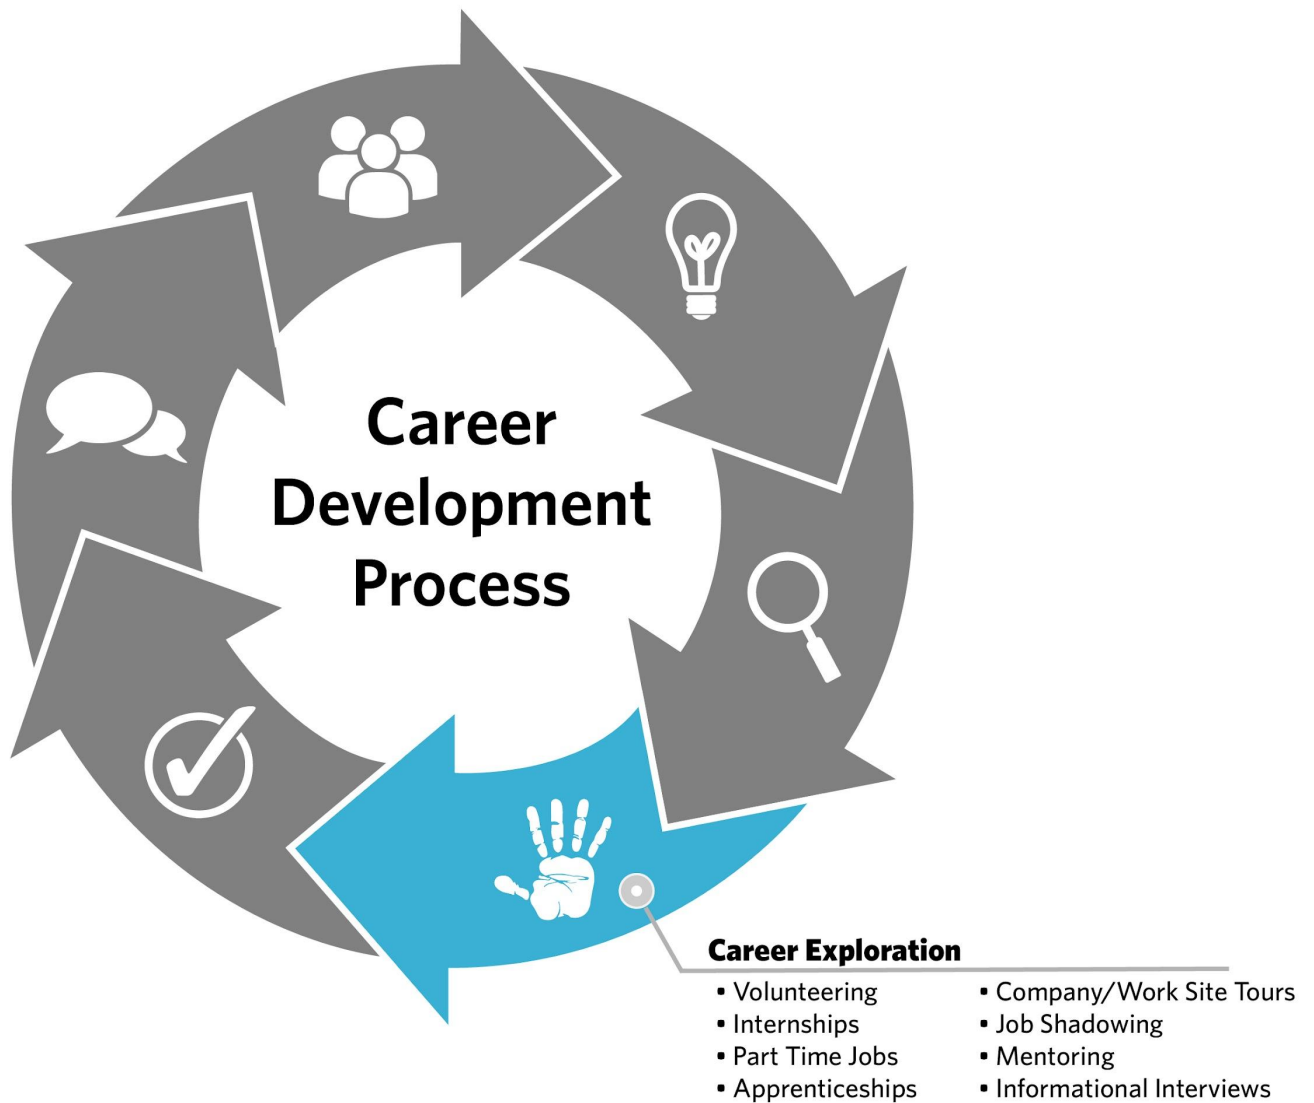 Career
Development
Process
Career Exploration
▪ Volunteering
▪ Internships
▪ Part Time Jobs
▪ Apprenticeships
▪ Company/Work Site Tours
▪ Job Shadowing
▪ Mentoring
▪ Informational Interviews